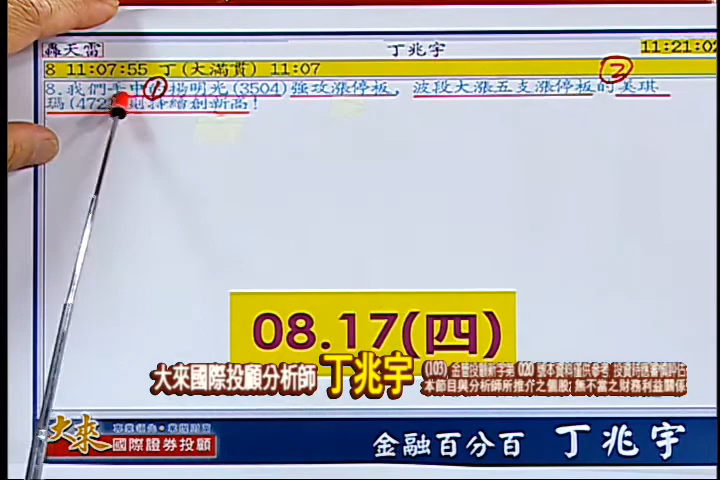 轟天雷 丁兆宇 11:21:02
8 11:07:55 丁(大滿貫) 11:07
② 
8.我們手中①揚明光(3504)強攻漲停板，波段大漲五支漲停板的美琪
瑪(472 則持續創新高！
08.17(四)
大來國際投顧分析師 丁兆宇
(103) 金管投顧新字第 020 號本資料僅供參考 投資時應審慎評估
本節目與分析師所推介之個股 無不當之財務利益關係
大來
國際證券投顧
金融百分百 丁兆宇